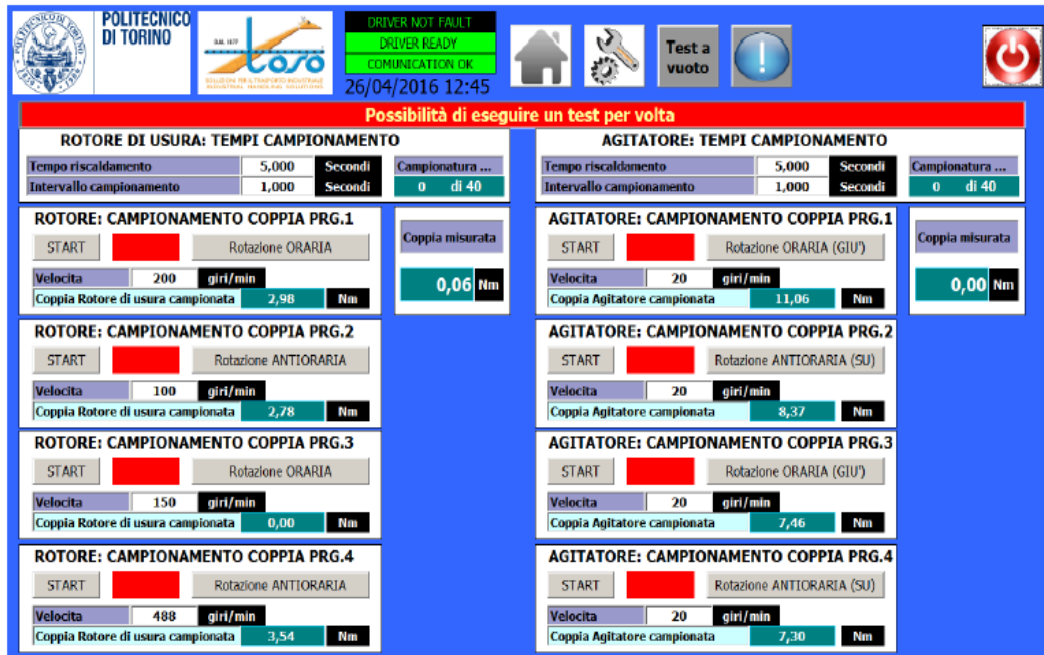 POLITECNICO
DI TORINO
DAL 1877
Loro
SOLUZIONI PER IL TRASPORTO INDUSTRIALE
INDUSTRIAL HANDLING SOLUTIONS
DRIVER NOT FAULT
DRIVER READY
COMUNICATION OK
26/04/2016 12:45
Test a
vuoto
Possibilità di eseguire un test per volta
ROTORE DI USURA: TEMPI CAMPIONAMENTO
Tempo riscaldamento 5,000 Secondi
Intervallo campionamento 1,000 Secondi
Campionatura ...
0 di 40
ROTORE: CAMPIONAMENTO COPPIA PRG.1
START Rotazione ORARIA
Velocita 200 giri/min
Coppia Rotore di usura campionata 2,98 Nm
Coppia misurata
0,06 Nm
ROTORE: CAMPIONAMENTO COPPIA PRG.2
START Rotazione ANTIORARIA
Velocita 100 giri/min
Coppia Rotore di usura campionata 2,78 Nm
ROTORE: CAMPIONAMENTO COPPIA PRG.3
START Rotazione ORARIA
Velocita 150 giri/min
Coppia Rotore di usura campionata 0,00 Nm
ROTORE: CAMPIONAMENTO COPPIA PRG.4
START Rotazione ANTIORARIA
Velocita 488 giri/min
Coppia Rotore di usura campionata 3,54 Nm
AGITATORE: TEMPI CAMPIONAMENTO
Tempo riscaldamento 5,000 Secondi
Intervallo campionamento 1,000 Secondi
Campionatura ...
0 di 40
AGITATORE: CAMPIONAMENTO COPPIA PRG.1
START Rotazione ORARIA (GIU')
Velocita 20 giri/min
Coppia Agitatore campionata 11,06 Nm
Coppia misurata
0,00 Nm
AGITATORE: CAMPIONAMENTO COPPIA PRG.2
START Rotazione ANTIORARIA (SU)
Velocita 20 giri/min
Coppia Agitatore campionata 8,37 Nm
AGITATORE: CAMPIONAMENTO COPPIA PRG.3
START Rotazione ORARIA (GIU')
Velocita 20 giri/min
Coppia Agitatore campionata 7,46 Nm
AGITATORE: CAMPIONAMENTO COPPIA PRG.4
START Rotazione ANTIORARIA (SU)
Velocita 20 giri/min
Coppia Agitatore campionata 7,30 Nm